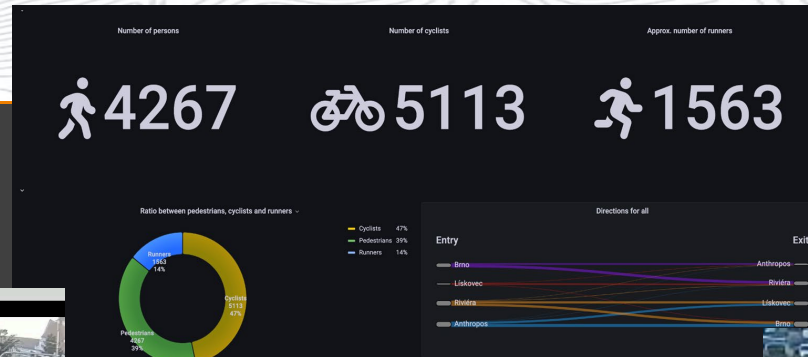 Number of persons
Number of cyclists
Approx. number of runners
4267
5113
1563
Ratio between pedestrians, cyclists and runners
Cyclists 47%
Pedestrians 39%
Runners 14%
Runners
1563
14%
Cyclists
5113
47%
Pedestrians
4267
39%
Directions for all
Entry
Exit
Brno
Anthropos
Lískovec
Riviéra
Riviéra
Lískovec
Anthropos
Brno